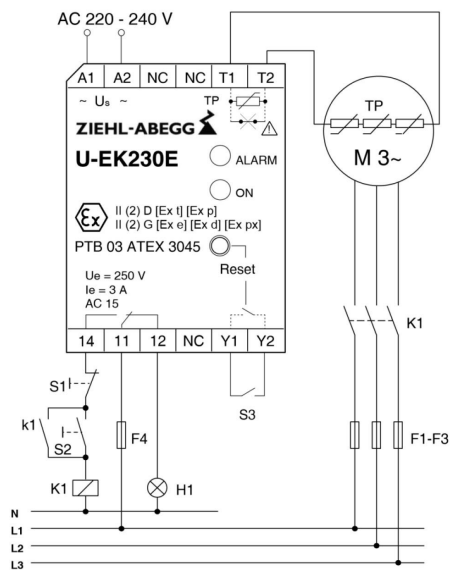 AC 220 - 240 V
A1 A2 NC NC T1 T2
~ Us ~
TP
TP
ZIEHL-ABEGG
U-EK230E
ALARM
M 3~
ON
Ex
II (2) D [Ex t] [Ex p]
II (2) G [Ex e] [Ex d] [Ex px]
PTB 03 ATEX 3045
Reset
Ue = 250 V
Ie = 3 A
AC 15
K1
14 11 12 NC Y1 Y2
S1
S3
k1
S2
F4
F1-F3
K1
H1
N
L1
L2
L3